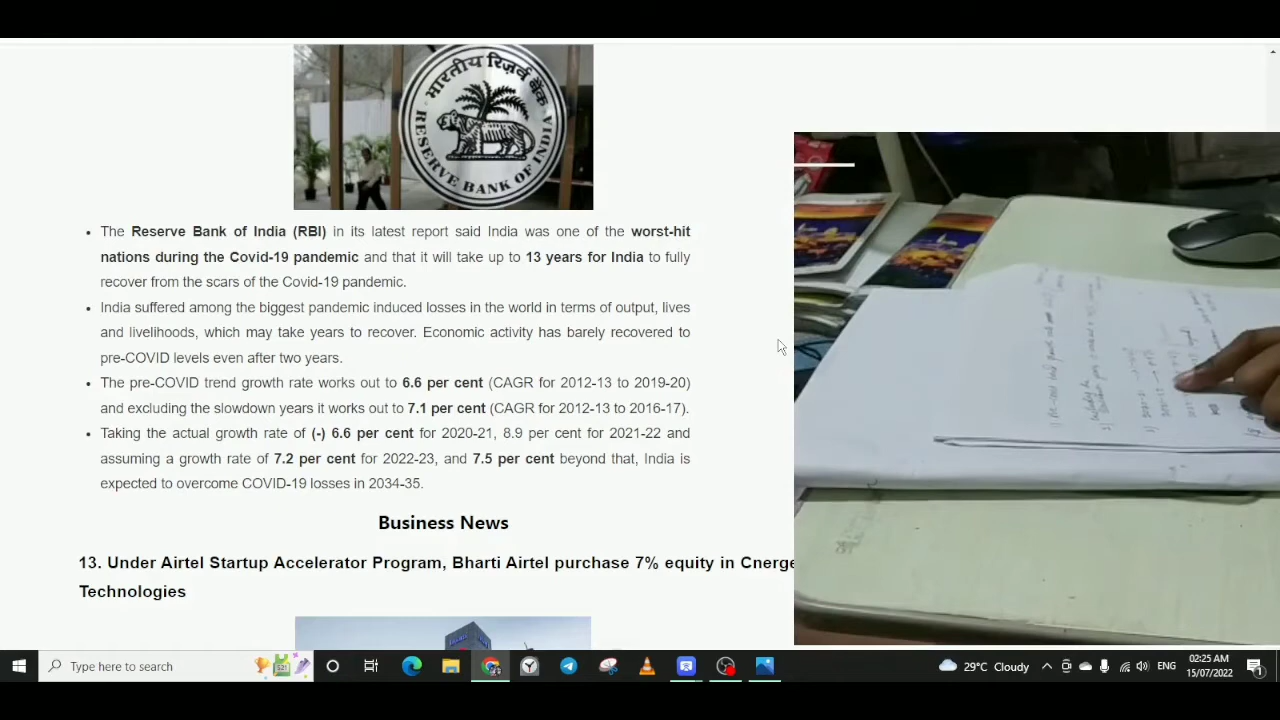 भारतीय रिज़र्व बैंक
RESERVE BANK OF INDIA
The Reserve Bank of India (RBI) in its latest report said India was one of the worst-hit
nations during the Covid-19 pandemic and that it will take up to 13 years for India to fully
recover from the scars of the Covid-19 pandemic.
India suffered among the biggest pandemic induced losses in the world in terms of output, lives
and livelihoods, which may take years to recover. Economic activity has barely recovered to
pre-COVID levels even after two years.
The pre-COVID trend growth rate works out to 6.6 per cent (CAGR for 2012-13 to 2019-20)
and excluding the slowdown years it works out to 7.1 per cent (CAGR for 2012-13 to 2016-17).
Taking the actual growth rate of (-) 6.6 per cent for 2020-21, 8.9 per cent for 2021-22 and
assuming a growth rate of 7.2 per cent for 2022-23, and 7.5 per cent beyond that, India is
expected to overcome COVID-19 losses in 2034-35.
Business News
13. Under Airtel Startup Accelerator Program, Bharti Airtel purchase 7% equity in Cnerge
Technologies
Type here to search
29°C Cloudy
ENG
02:25 AM
15/07/2022